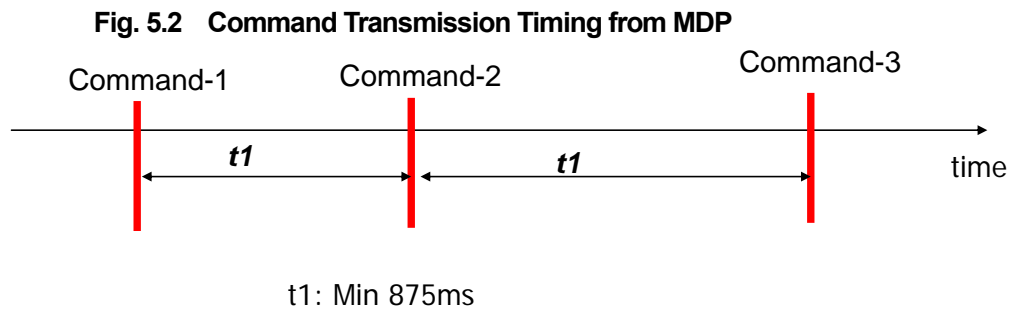 Fig. 5.2 Command Transmission Timing from MDP
Command-1
Command-2
Command-3
t1
t1
time
t1: Min 875ms